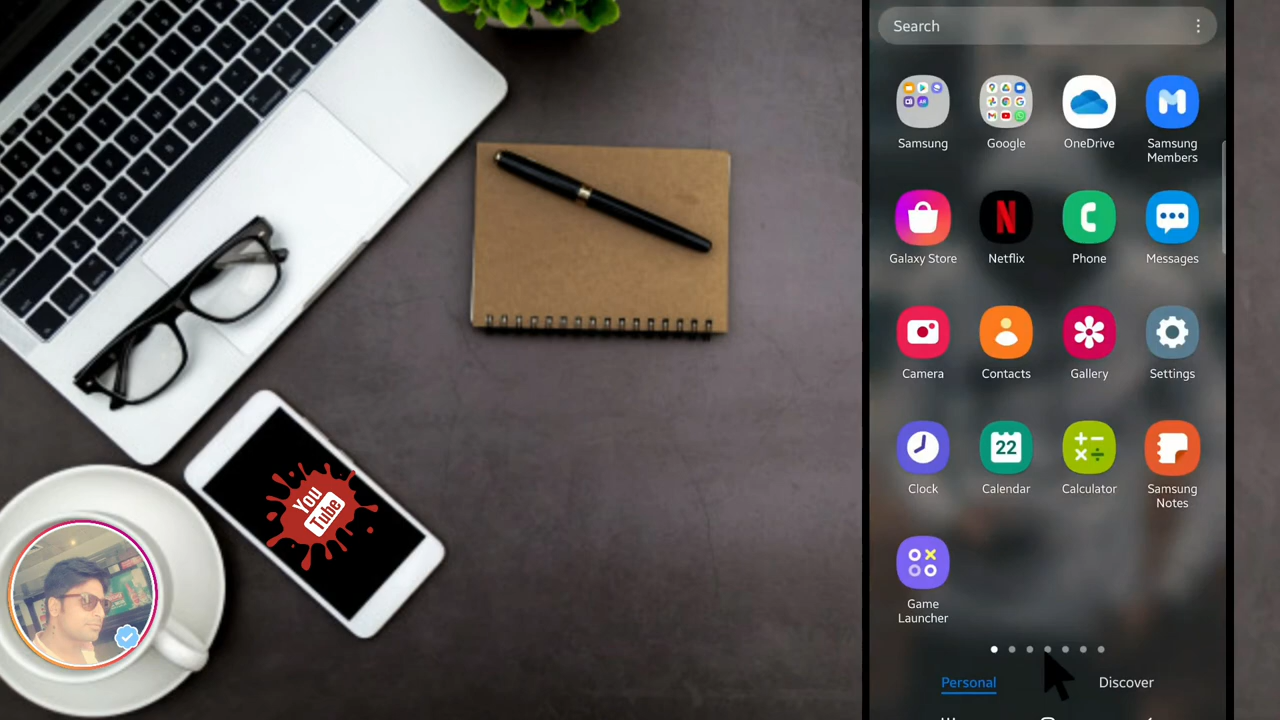 Search
Samsung
Google
OneDrive
Samsung
Members
Galaxy Store
Netflix
Phone
Messages
Camera
Contacts
Gallery
Settings
Clock
22
Calendar
Calculator
Samsung
Notes
Game
Launcher
Personal
Discover
You
Tube